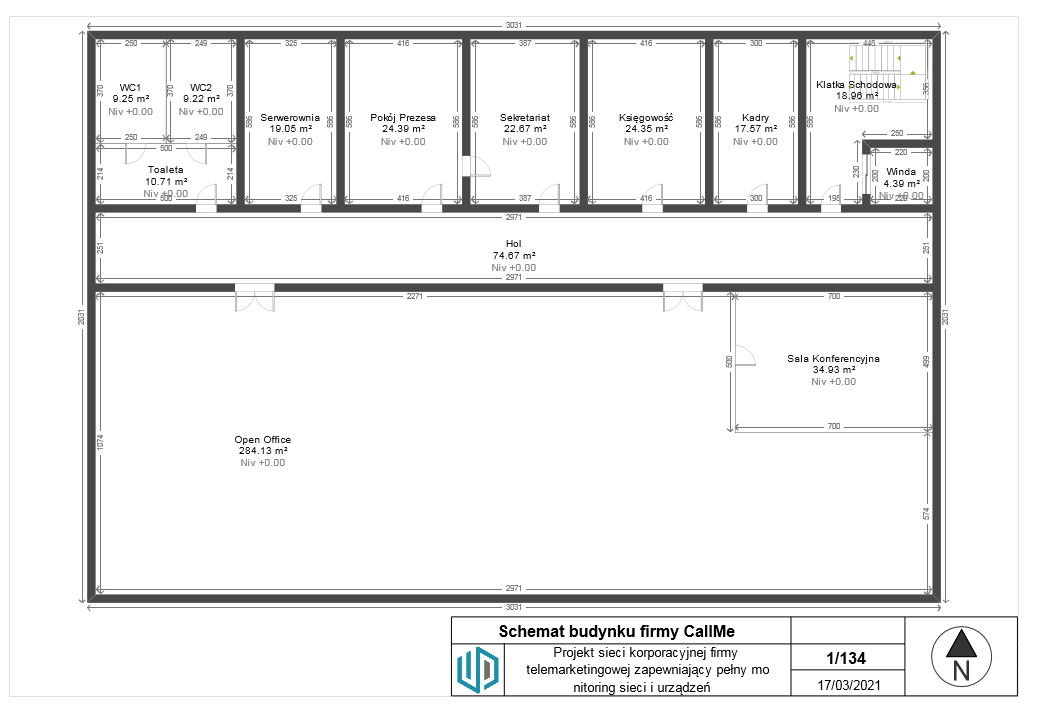 3031
250
249
325
416
387
416
300
448
WC1
9.25 m²
Niv +0.00
370
370
WC2
9.22 m²
Niv +0.00
370
250
249
Serwerownia
19.05 m²
Niv +0.00
586
586
Pokój Prezesa
24.39 m²
Niv +0.00
586
586
Sekretariat
22.67 m²
Niv +0.00
586
586
Księgowość
24.35 m²
Niv +0.00
586
586
Kadry
17.57 m²
Niv +0.00
586
586
Klatka Schodowa
18.96 m²
Niv +0.00
586
356
250
500
Toaleta
10.71 m²
Niv +0.00
214
214
500
325
416
387
416
300
198
230
220
Winda
4.39 m²
Niv +0.00
200
200
220
2971
Hol
74.67 m²
Niv +0.00
251
251
2971
2271
700
2031
2031
Sala Konferencyjna
34.93 m²
Niv +0.00
500
499
700
Open Office
284.13 m²
Niv +0.00
1074
574
2971
3031
Schemat budynku firmy CallMe
Projekt sieci korporacyjnej firmy
telemarketingowej zapewniający pełny mo
nitoring sieci i urządzeń
1/134
17/03/2021
N